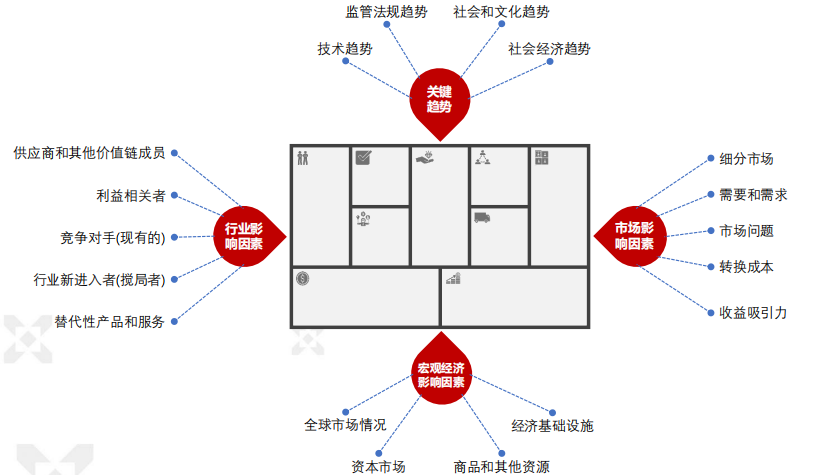 监管法规趋势
社会和文化趋势
技术趋势
社会经济趋势
关键
趋势
供应商和其他价值链成员
利益相关者
竞争对手(现有的)
行业新进入者(搅局者)
替代性产品和服务
行业影
响因素
市场影
响因素
细分市场
需要和需求
市场问题
转换成本
收益吸引力
宏观经济
影响因素
全球市场情况
经济基础设施
资本市场
商品和其他资源